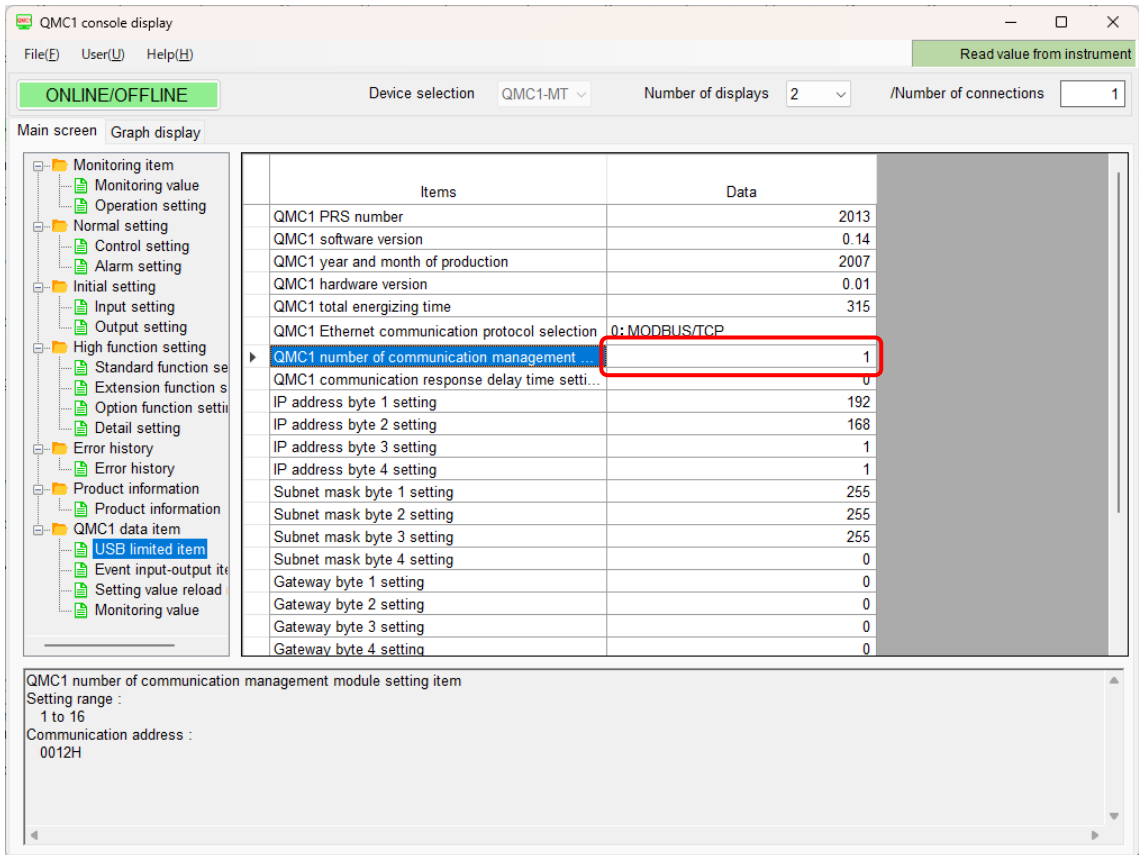 QMC1 console display
File(F) User(U) Help(H)
Read value from instrument
ONLINE/OFFLINE
Device selection QMC1-MT
Number of displays 2
/Number of connections 1
Main screen Graph display
Monitoring item
Monitoring value
Operation setting
Normal setting
Control setting
Alarm setting
Initial setting
Input setting
Output setting
High function setting
Standard function se
Extension function s
Option function settin
Detail setting
Error history
Error history
Product information
Product information
QMC1 data item
USB limited item
Event input-output ite
Setting value reload
Monitoring value
Items Data
QMC1 PRS number 2013
QMC1 software version 0.14
QMC1 year and month of production 2007
QMC1 hardware version 0.01
QMC1 total energizing time 315
QMC1 Ethernet communication protocol selection 0: MODBUS/TCP
QMC1 number of communication management ... 1
QMC1 communication response delay time setti... 0
IP address byte 1 setting 192
IP address byte 2 setting 168
IP address byte 3 setting 1
IP address byte 4 setting 1
Subnet mask byte 1 setting 255
Subnet mask byte 2 setting 255
Subnet mask byte 3 setting 255
Subnet mask byte 4 setting 0
Gateway byte 1 setting 0
Gateway byte 2 setting 0
Gateway byte 3 setting 0
Gateway byte 4 setting 0
QMC1 number of communication management module setting item
Setting range :
1 to 16
Communication address :
0012H